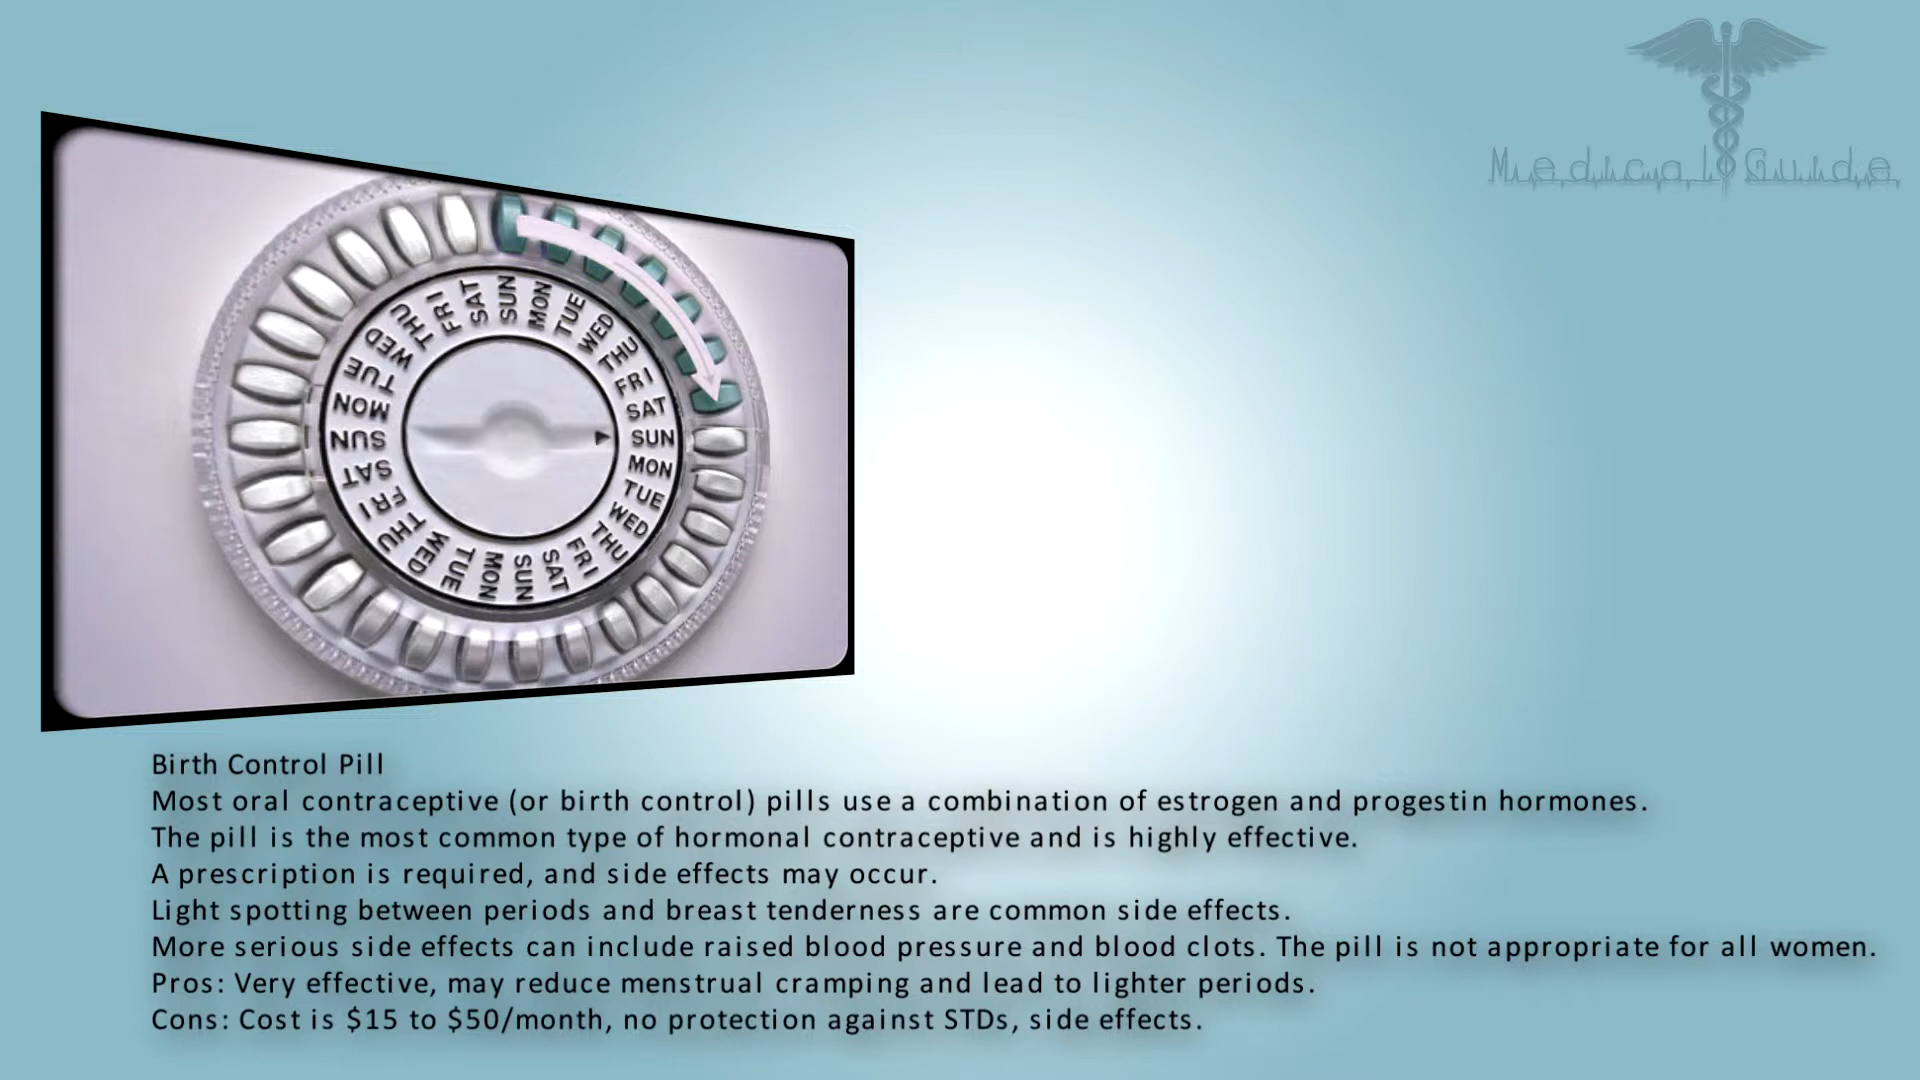 Medical Guide
SUN
MON
TUE
WED
THU
FRI
SAT
SUN
MON
TUE
WED
THU
FRI
SAT
SUN
MON
TUE
WED
THU
FRI
SAT
SUN
MON
TUE
WED
THU
FRI
SAT
Birth Control Pill
Most oral contraceptive (or birth control) pills use a combination of estrogen and progestin hormones.
The pill is the most common type of hormonal contraceptive and is highly effective.
A prescription is required, and side effects may occur.
Light spotting between periods and breast tenderness are common side effects.
More serious side effects can include raised blood pressure and blood clots. The pill is not appropriate for all women.
Pros: Very effective, may reduce menstrual cramping and lead to lighter periods.
Cons: Cost is $15 to $50/month, no protection against STDs, side effects.